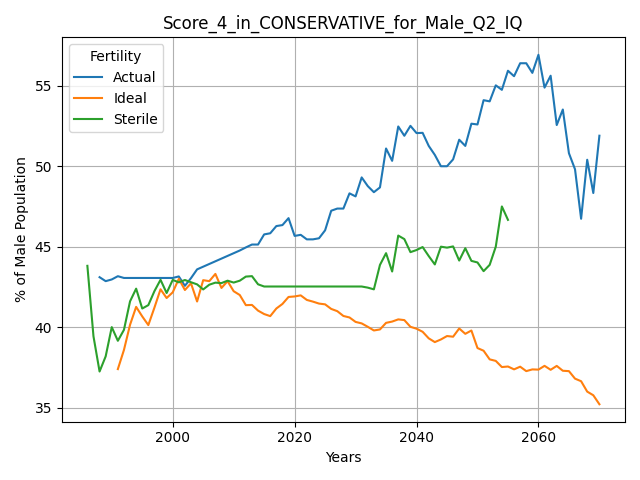 Score_4_in_CONSERVATIVE_for_Male_Q2_IQ
Fertility
Actual
Ideal
Sterile
% of Male Population
55
50
45
40
35
2000
2020
2040
2060
Years